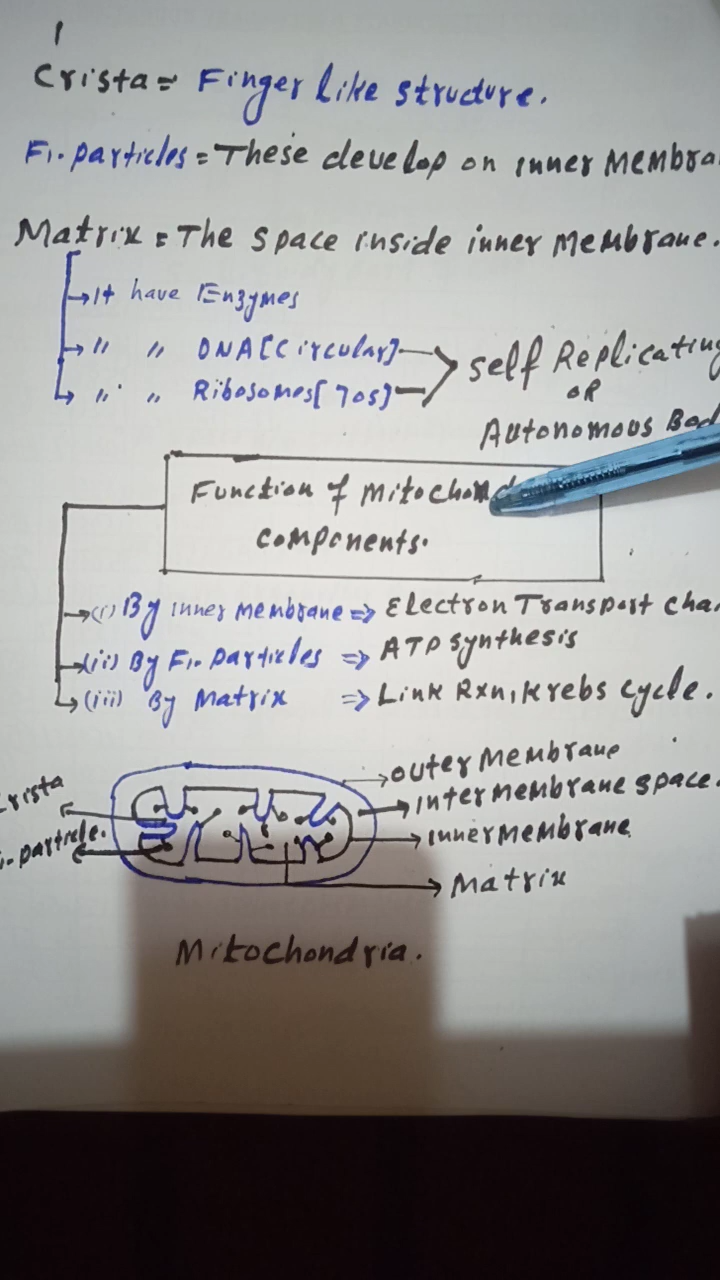 Crista = Finger like structure.
F1. particles = These develop on inner Membra
Matrix = The space inside inner Membrane.
→ It have Enzymes
→ " " DNA [Circular]
→ " " Ribosomes [70s]
self Replicating
OR
Autonomous Bod
Function of Mitochond
components.
→ (i) By inner membrane ⇒ Electron Transport cha
→ (ii) By F1. particles ⇒ ATP synthesis
→ (iii) By Matrix ⇒ Link Rxn, Krebs cycle.
Crista
F1. particle.
outer Membrane
intermembrane space.
inner membrane
Matrix
Mitochondria.